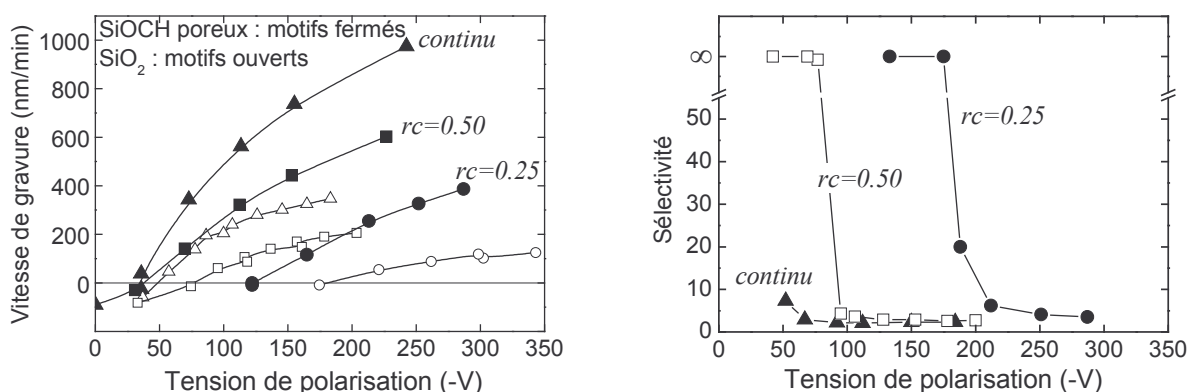 SiOCH poreux : motifs fermés
SiO₂ : motifs ouverts
continu
rc=0.50
rc=0.25
1000
800
600
400
200
0
0 50 100 150 200 250 300 350
Vitesse de gravure (nm/min)
Tension de polarisation (-V)
∞
50
40
30
20
10
0
rc=0.25
rc=0.50
continu
0 50 100 150 200 250 300 350
Sélectivité
Tension de polarisation (-V)